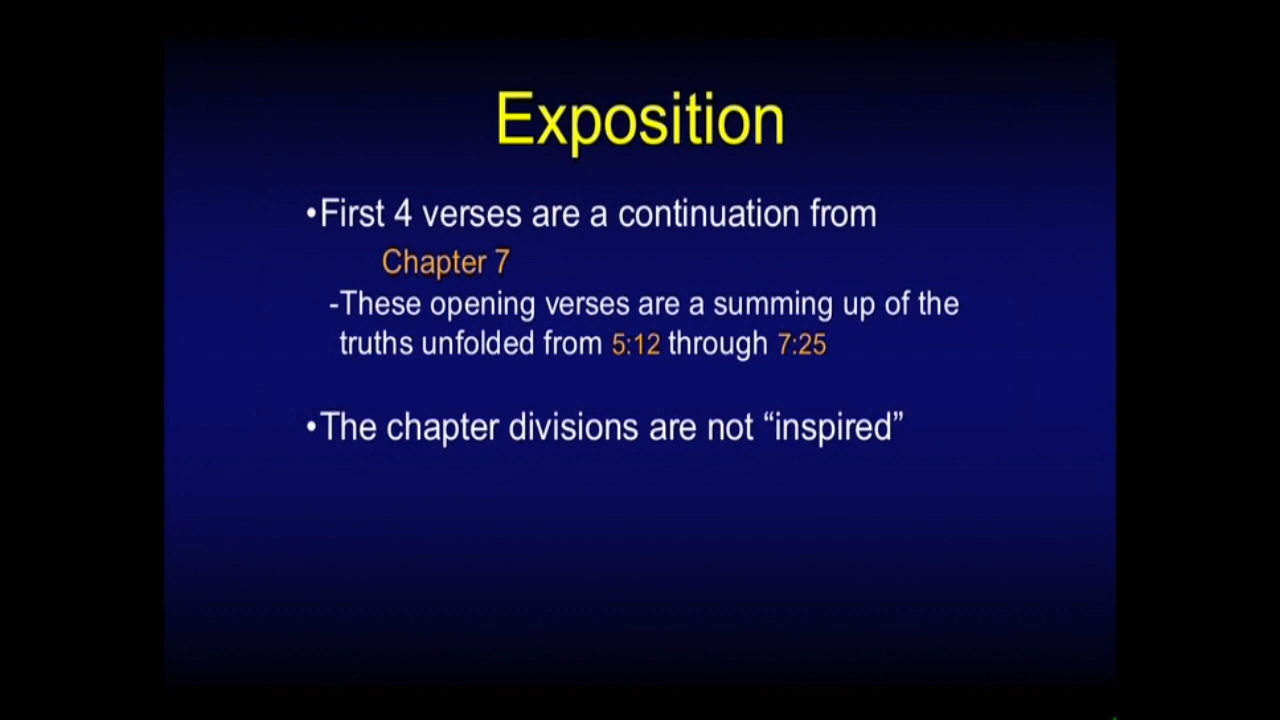 Exposition
•First 4 verses are a continuation from
Chapter 7
-These opening verses are a summing up of the
truths unfolded from 5:12 through 7:25
•The chapter divisions are not “inspired”